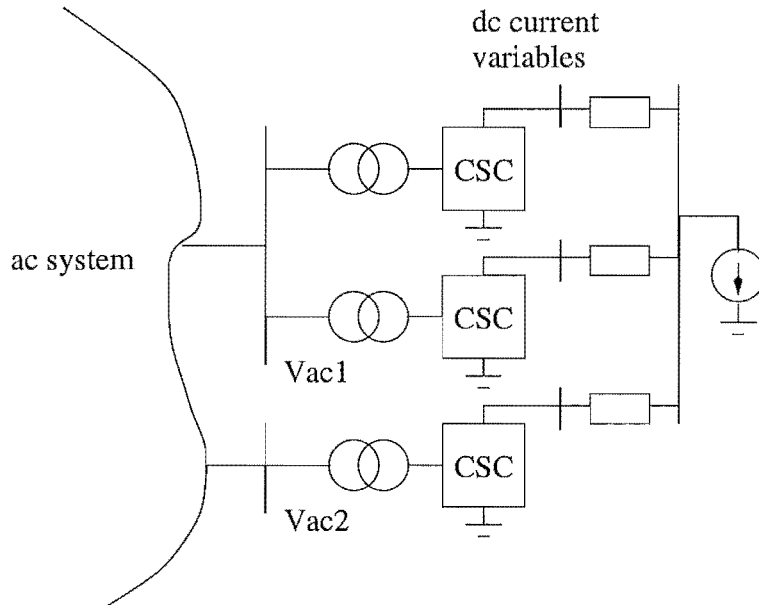 dc current
variables
CSC
ac system
CSC
Vac1
CSC
Vac2